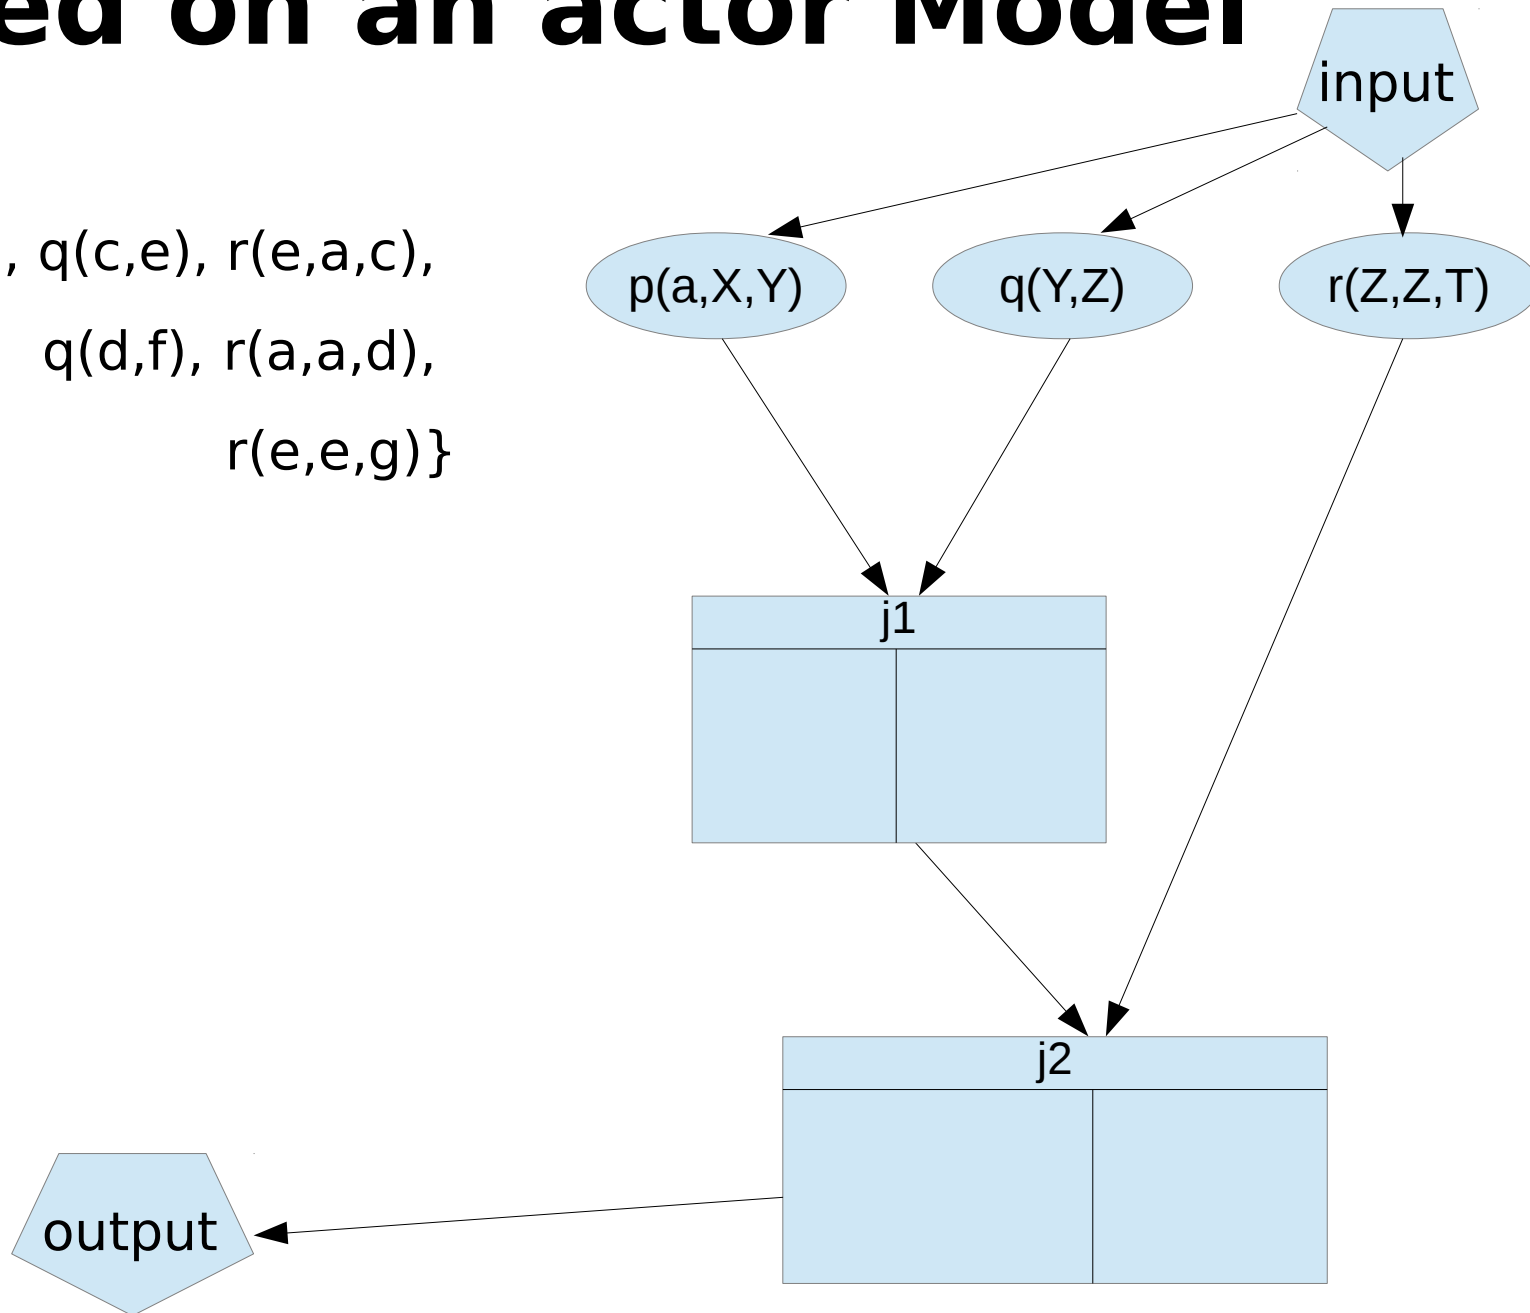 ed on an actor Model
input
, q(c,e), r(e,a,c),
q(d,f), r(a,a,d),
r(e,e,g)}
p(a,X,Y)
q(Y,Z)
r(Z,Z,T)
j1
j2
output